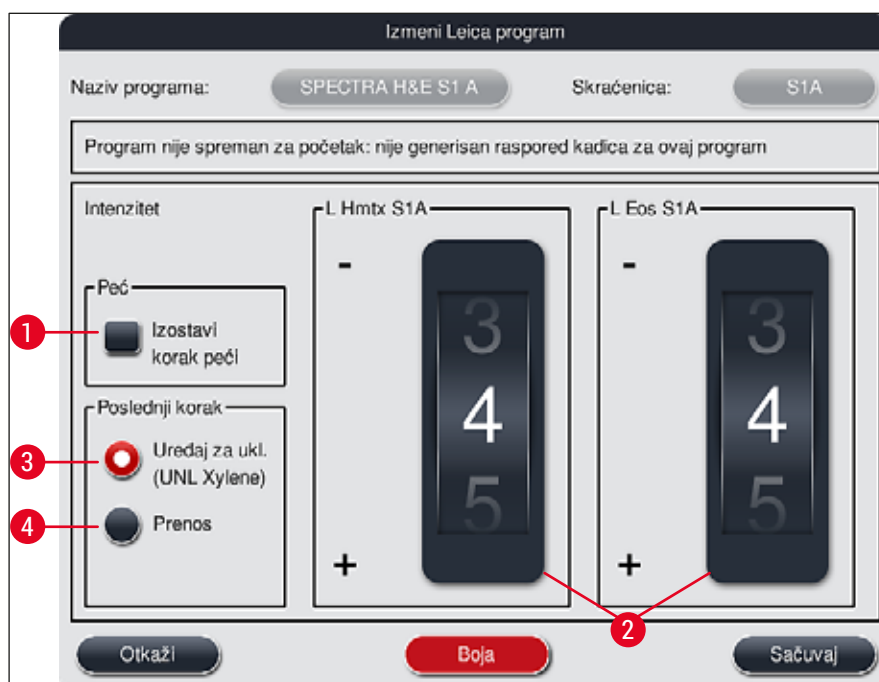 Izmeni Leica program
Naziv programa: SPECTRA H&E S1 A Skraćenica: S1A
Program nije spreman za početak: nije generisan raspored kadica za ovaj program
Intenzitet
L Hmtx S1A
L Eos S1A
Peć
1
Izostavi
korak peći
Poslednji korak
3
Uređaj za ukl.
(UNL Xylene)
4
Prenos
-
3
4
5
+
-
3
4
5
+
2
Otkaži Boja Sačuvaj